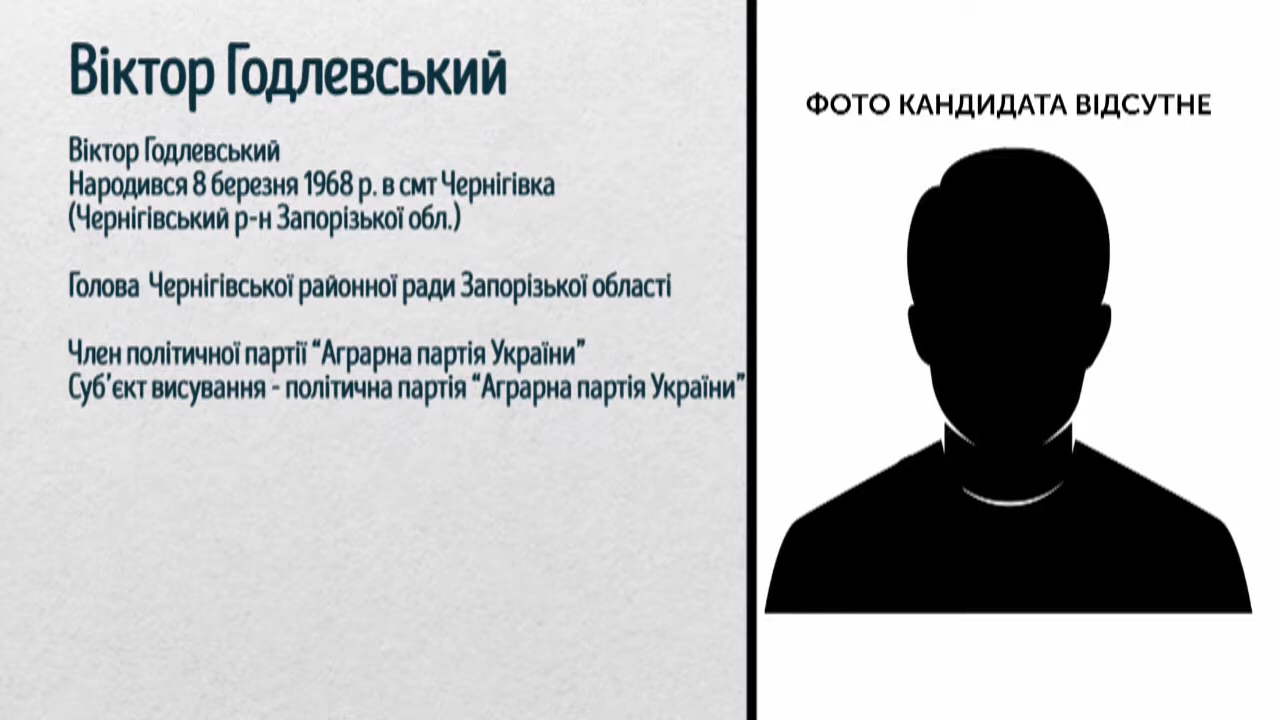 Віктор Годлевський
Віктор Годлевський
Народився 8 березня 1968 р. в смт Чернігівка
(Чернігівський р-н Запорізької обл.)
Голова Чернігівської районної ради Запорізької області
Член політичної партії “Аграрна партія України”
Суб’єкт висування - політична партія “Аграрна партія України”
ФОТО КАНДИДАТА ВІДСУТНЕ